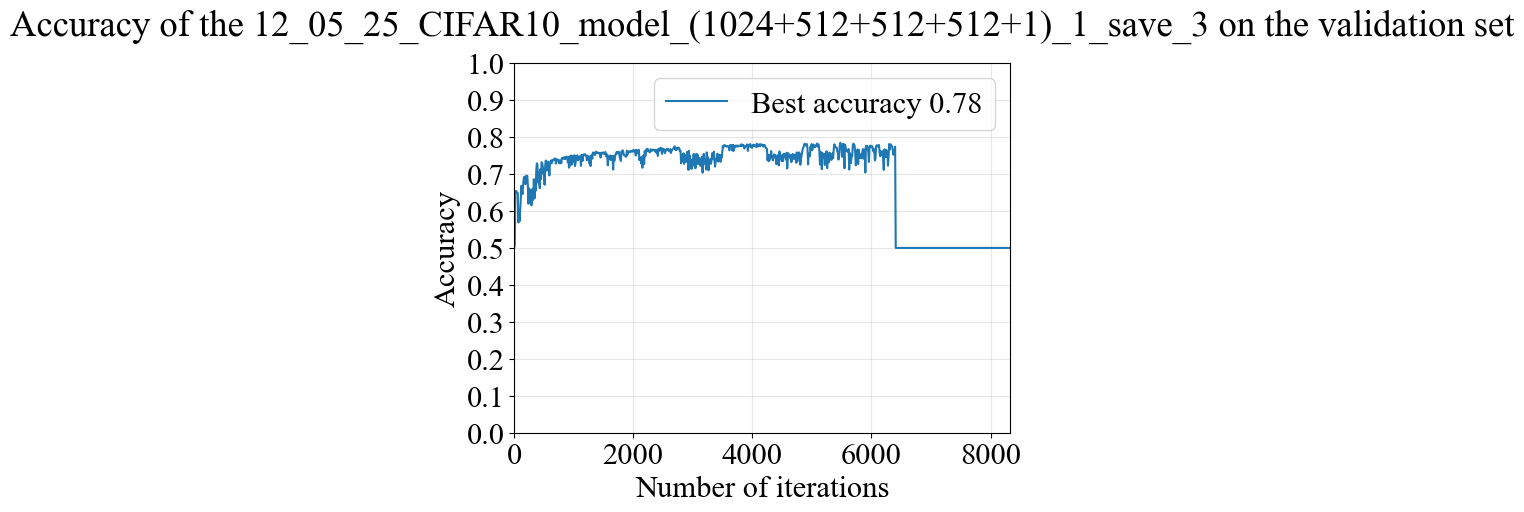 Accuracy of the 12_05_25_CIFAR10_model_(1024+512+512+512+1)_1_save_3 on the validation set
Best accuracy 0.78
Accuracy
1.0
0.9
0.8
0.7
0.6
0.5
0.4
0.3
0.2
0.1
0.0
0 2000 4000 6000 8000
Number of iterations